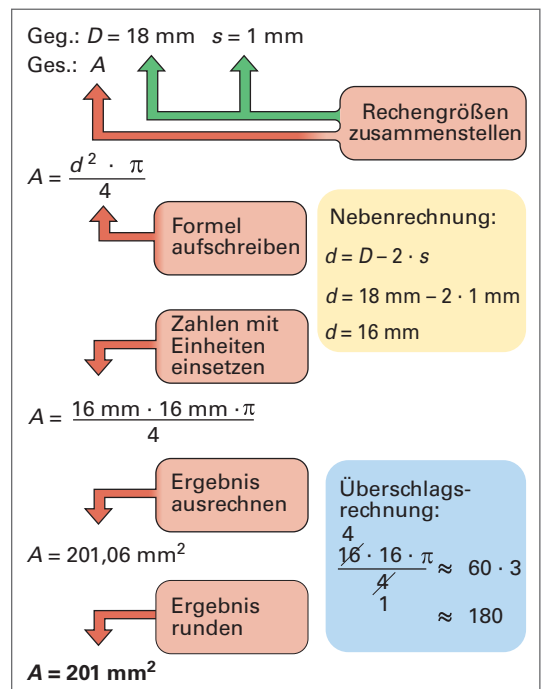 Geg.: D = 18 mm s = 1 mm
Ges.: A
Rechengrößen
zusammenstellen
A = d² · π
4
Formel
aufschreiben
Nebenrechnung:
d = D – 2 · s
d = 18 mm – 2 · 1 mm
d = 16 mm
Zahlen mit
Einheiten
einsetzen
A = 16 mm · 16 mm · π
4
Ergebnis
ausrechnen
A = 201,06 mm²
Überschlags-
rechnung:
4
16 · 16 · π ≈ 60 · 3
4
1 ≈ 180
Ergebnis
runden
A = 201 mm²